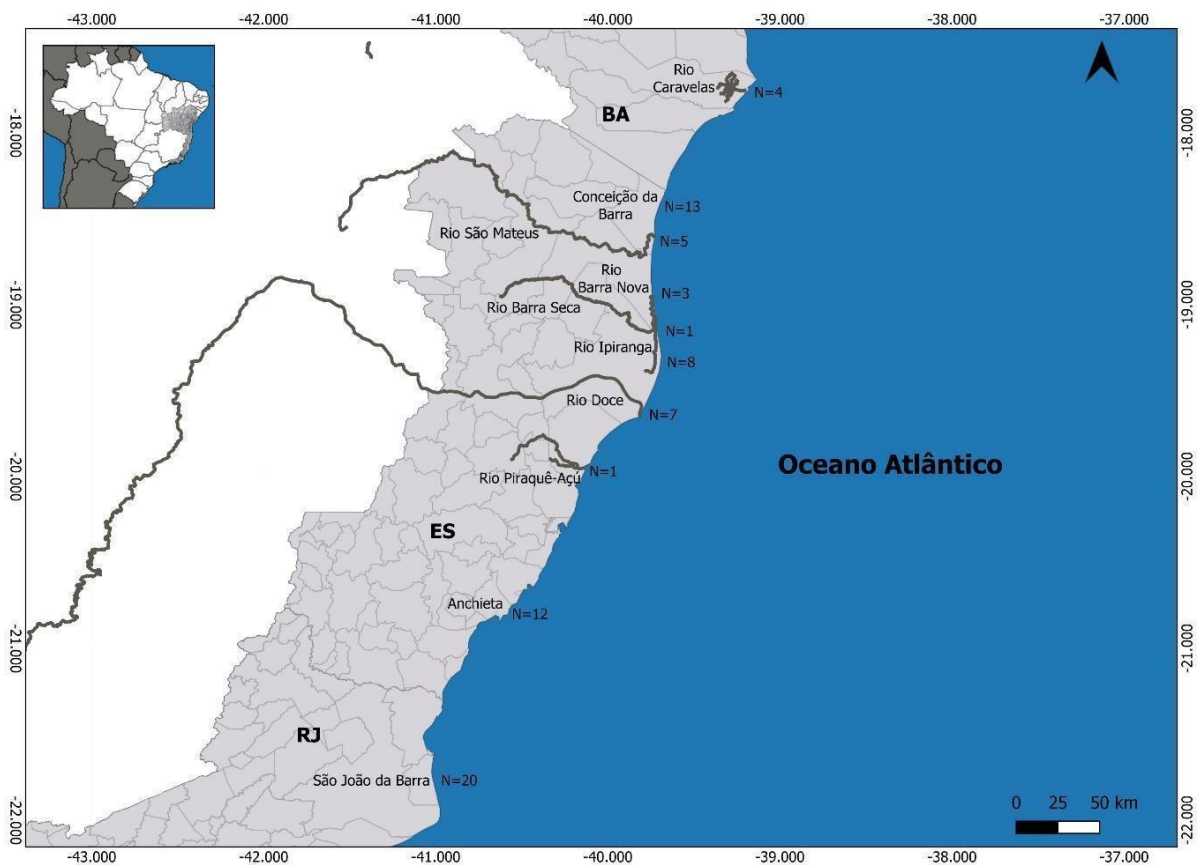 -43.000
-42.000
-41.000
-40.000
-39.000
-38.000
-37.000
Rio
Caravelas
N=4
BA
-18.000
-18.000
Conceição da
Barra
N=13
Rio São Mateus
N=5
Rio
Barra Nova
N=3
Rio Barra Seca
-19.000
-19.000
N=1
Rio Ipiranga
N=8
Rio Doce
N=7
Oceano Atlântico
N=1
Rio Piraquê-Açú
-20.000
-20.000
ES
Anchieta
N=12
-21.000
-21.000
RJ
São João da Barra
N=20
0 25 50 km
-22.000
-22.000
-43.000
-42.000
-41.000
-40.000
-39.000
-38.000
-37.000